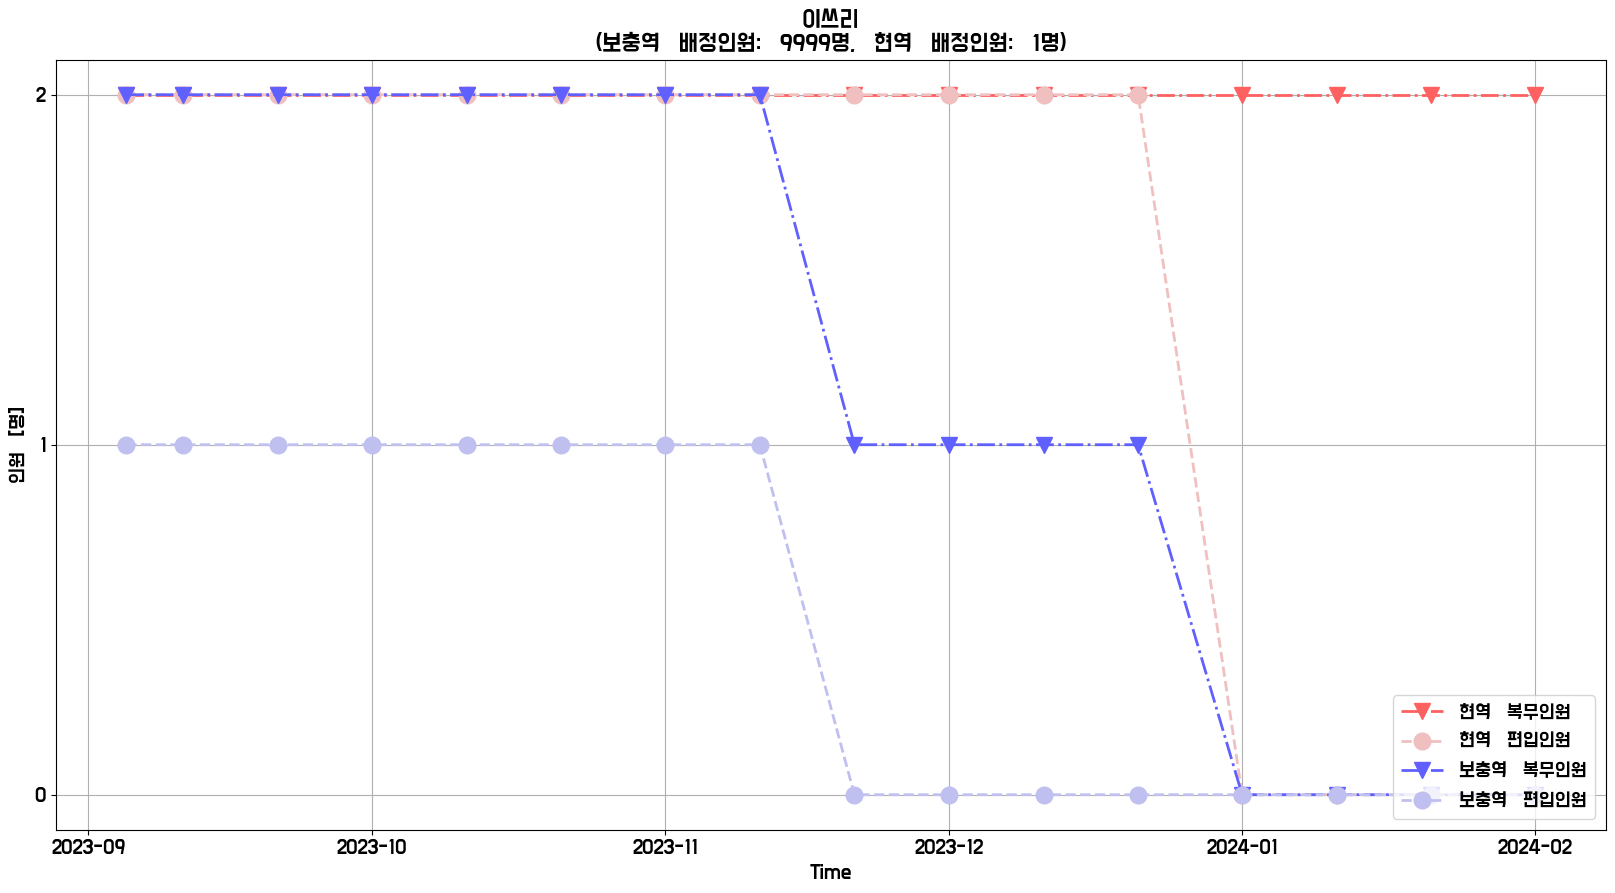 이쓰리
(보충역 배정인원: 9999명, 현역 배정인원: 1명)
인원 [명]
2
1
0
2023-09 2023-10 2023-11 2023-12 2024-01 2024-02
Time
현역 복무인원
현역 편입인원
보충역 복무인원
보충역 편입인원